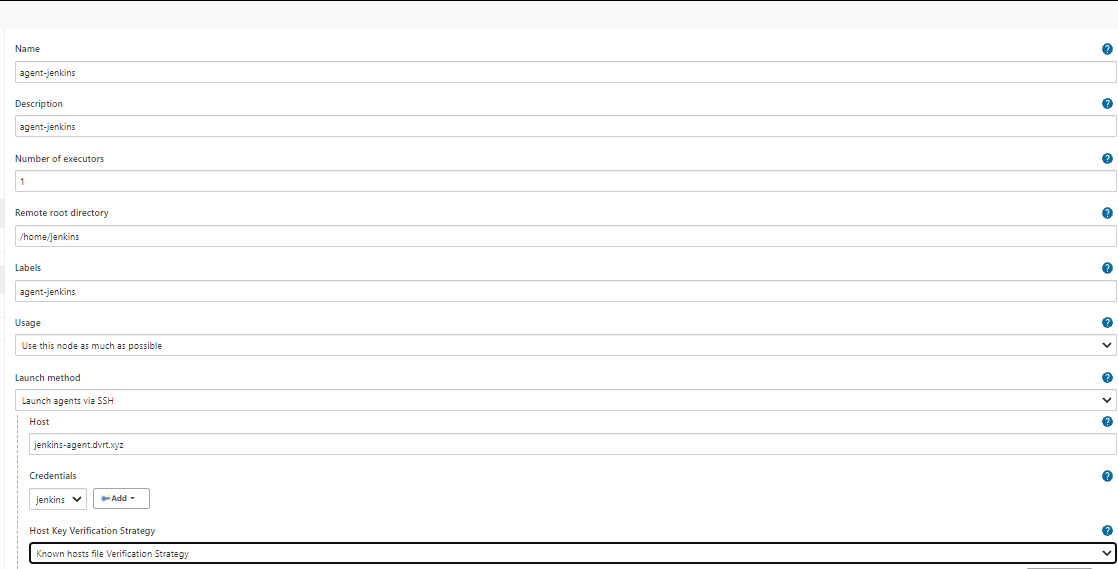 Name
agent-jenkins
Description
agent-jenkins
Number of executors
1
Remote root directory
/home/jenkins
Labels
agent-jenkins
Usage
Use this node as much as possible
Launch method
Launch agents via SSH
Host
jenkins-agent.dvrt.xyz
Credentials
jenkins Add
Host Key Verification Strategy
Known hosts file Verification Strategy